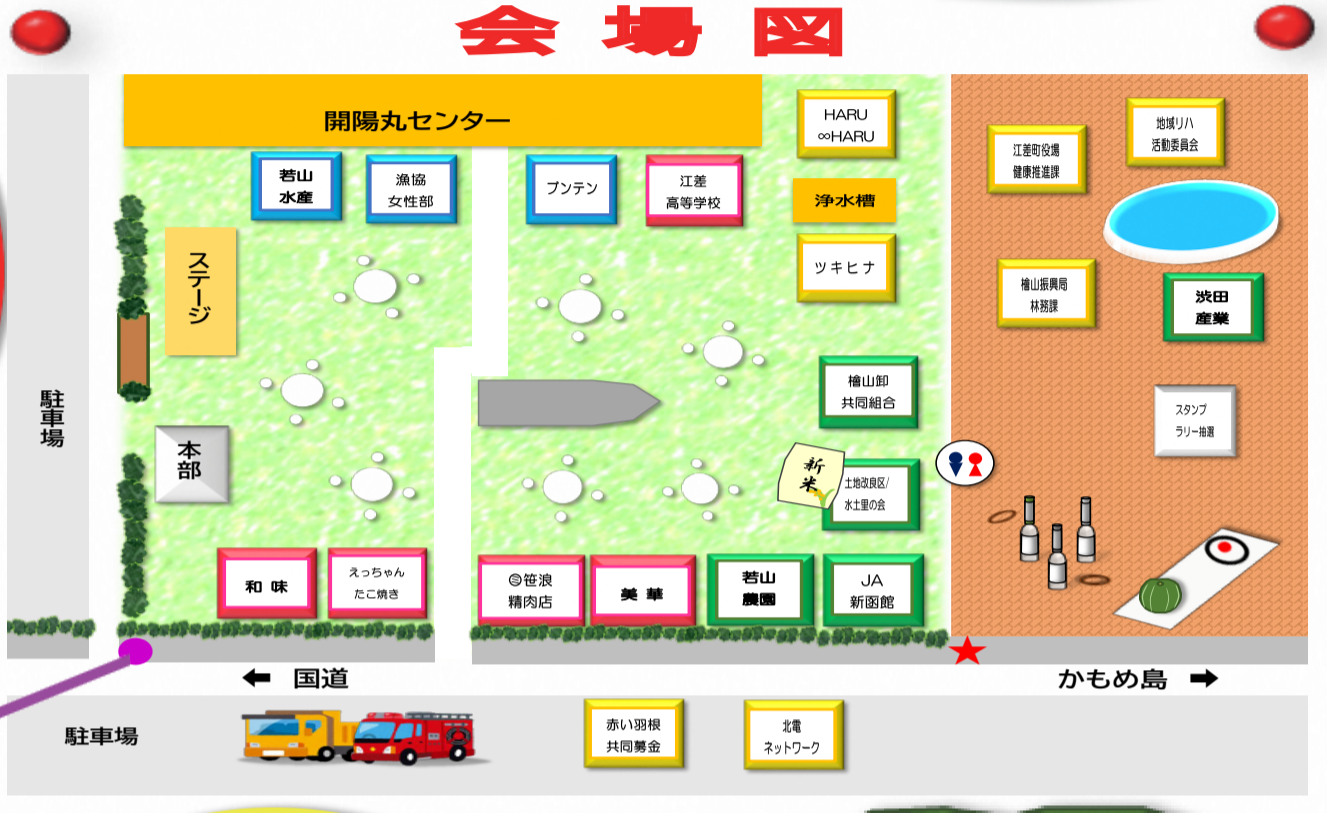 会場図
開陽丸センター
HARU
∞HARU
地域リハ
活動委員会
江差町役場
健康推進課
若山
水産
漁協
女性部
ブンテン
江差
高等学校
浄水槽
ステージ
ツキヒナ
檜山振興局
林務課
渋田
産業
駐車場
檜山卸
共同組合
スタンプ
ラリー抽選
本部
新米
土地改良区/
水土里の会
和味
えっちゃん
たこ焼き
㋚笹浪
精肉店
美華
若山
農園
JA
新函館
← 国道
かもめ島 →
駐車場
赤い羽根
共同募金
北電
ネットワーク